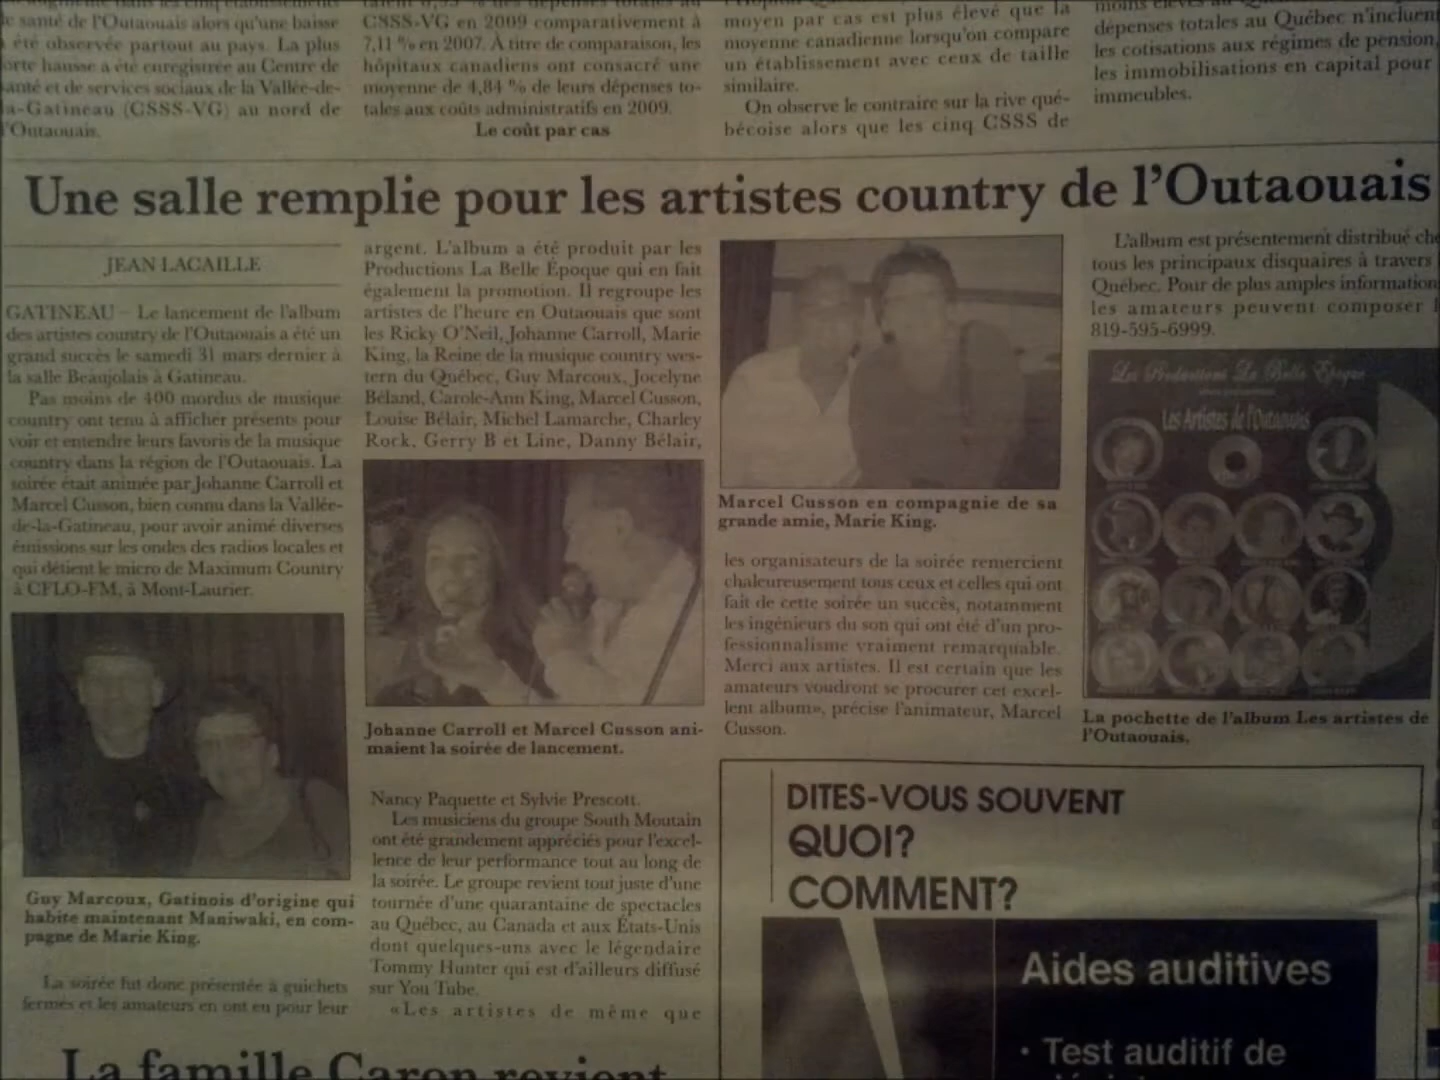 le santé de l'Outaouais alors qu'une baisse
été observée partout au pays. La plus
orte hausse a été enregistrée au Centre de
santé et de services sociaux de la Vallée-de-
la-Gatineau (CSSS-VG) au nord de
l'Outaouais.
CSSS-VG en 2009 comparativement à
7,11 % en 2007. À titre de comparaison, les
hôpitaux canadiens ont consacré une
moyenne de 4,84 % de leurs dépenses to-
tales aux coûts administratifs en 2009.
Le coût par cas
moyen par cas est plus élevé que la
moyenne canadienne lorsqu'on compare
un établissement avec ceux de taille
similaire.
On observe le contraire sur la rive qué-
bécoise alors que les cinq CSSS de
dépenses totales au Québec n'incluen
les cotisations aux régimes de pension,
les immobilisations en capital pour
immeubles.
Une salle remplie pour les artistes country de l'Outaouais
JEAN LACAILLE
GATINEAU – Le lancement de l'album
des artistes country de l'Outaouais a été un
grand succès le samedi 31 mars dernier à
la salle Beaujolais à Gatineau.
Pas moins de 400 mordus de musique
country ont tenu à afficher présents pour
voir et entendre leurs favoris de la musique
country dans la région de l'Outaouais. La
soirée était animée par Johanne Carroll et
Marcel Cusson, bien connu dans la Vallée-
de-la-Gatineau, pour avoir animé diverses
émissions sur les ondes des radios locales et
qui détient le micro de Maximum Country
à CFLO-FM, à Mont-Laurier.
Guy Marcoux, Gatinois d'origine qui
habite maintenant Maniwaki, en com-
pagne de Marie King.
La soirée fut donc présentée à guichets
fermés et les amateurs en ont eu pour leur
argent. L'album a été produit par les
Productions La Belle Époque qui en fait
également la promotion. Il regroupe les
artistes de l'heure en Outaouais que sont
les Ricky O'Neil, Johanne Carroll, Marie
King, la Reine de la musique country wes-
tern du Québec, Guy Marcoux, Jocelyne
Béland, Carole-Ann King, Marcel Cusson,
Louise Bélair, Michel Lamarche, Charley
Rock, Gerry B et Line, Danny Bélair,
Johanne Carroll et Marcel Cusson ani-
maient la soirée de lancement.
Nancy Paquette et Sylvie Prescott.
Les musiciens du groupe South Moutain
ont été grandement appréciés pour l'excel-
lence de leur performance tout au long de
la soirée. Le groupe revient tout juste d'une
tournée d'une quarantaine de spectacles
au Québec, au Canada et aux États-Unis
dont quelques-uns avec le légendaire
Tommy Hunter qui est d'ailleurs diffusé
sur You Tube.
«Les artistes de même que
Marcel Cusson en compagnie de sa
grande amie, Marie King.
les organisateurs de la soirée remercient
chaleureusement tous ceux et celles qui ont
fait de cette soirée un succès, notamment
les ingénieurs du son qui ont été d'un pro-
fessionnalisme vraiment remarquable.
Merci aux artistes. Il est certain que les
amateurs voudront se procurer cet excel-
lent album», précise l'animateur, Marcel
Cusson.
L'album est présentement distribué che
tous les principaux disquaires à travers
Québec. Pour de plus amples information
les amateurs peuvent composer l
819-595-6999.
Les Productions La Belle Époque
Les Artistes de l'Outaouais
La pochette de l'album Les artistes de
l'Outaouais.
DITES-VOUS SOUVENT
QUOI?
COMMENT?
Aides auditives
• Test auditif de
La famille Caron revient